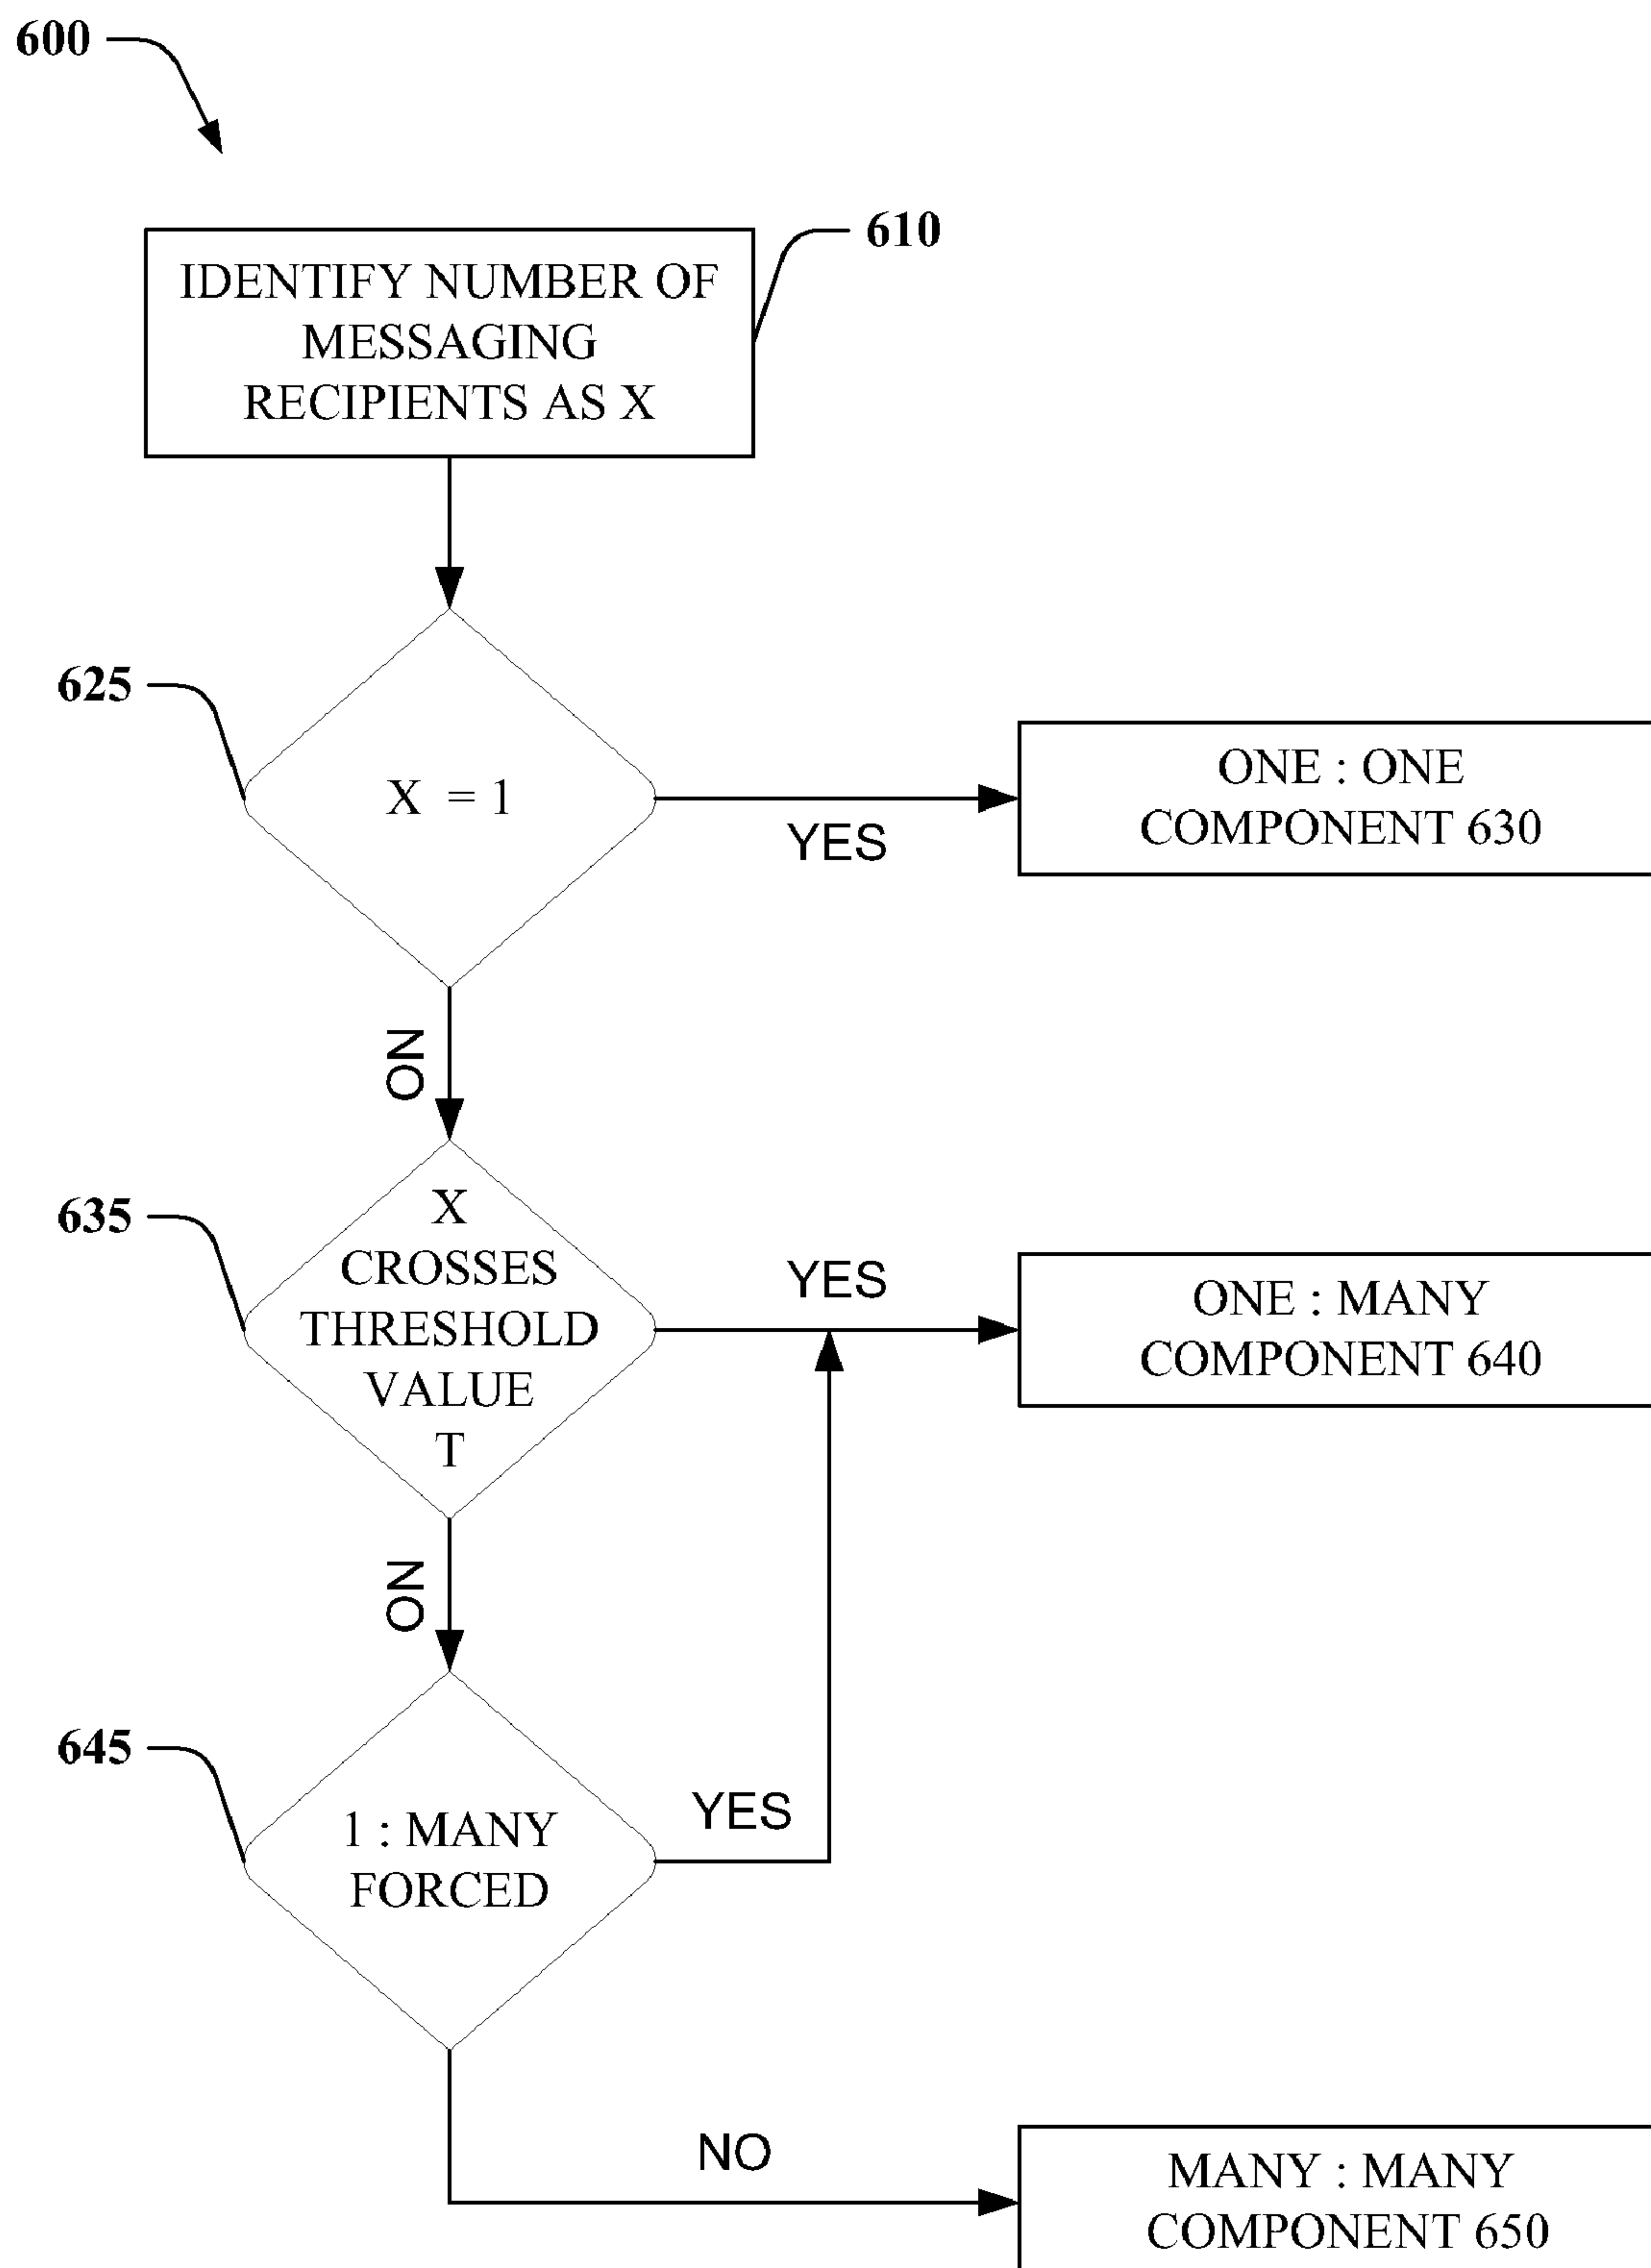 600
610
IDENTIFY NUMBER OF
MESSAGING
RECIPIENTS AS X
625
X = 1
YES
ONE : ONE
COMPONENT 630
NO
635
X
CROSSES
THRESHOLD
VALUE
T
YES
ONE : MANY
COMPONENT 640
NO
645
1 : MANY
FORCED
YES
NO
MANY : MANY
COMPONENT 650